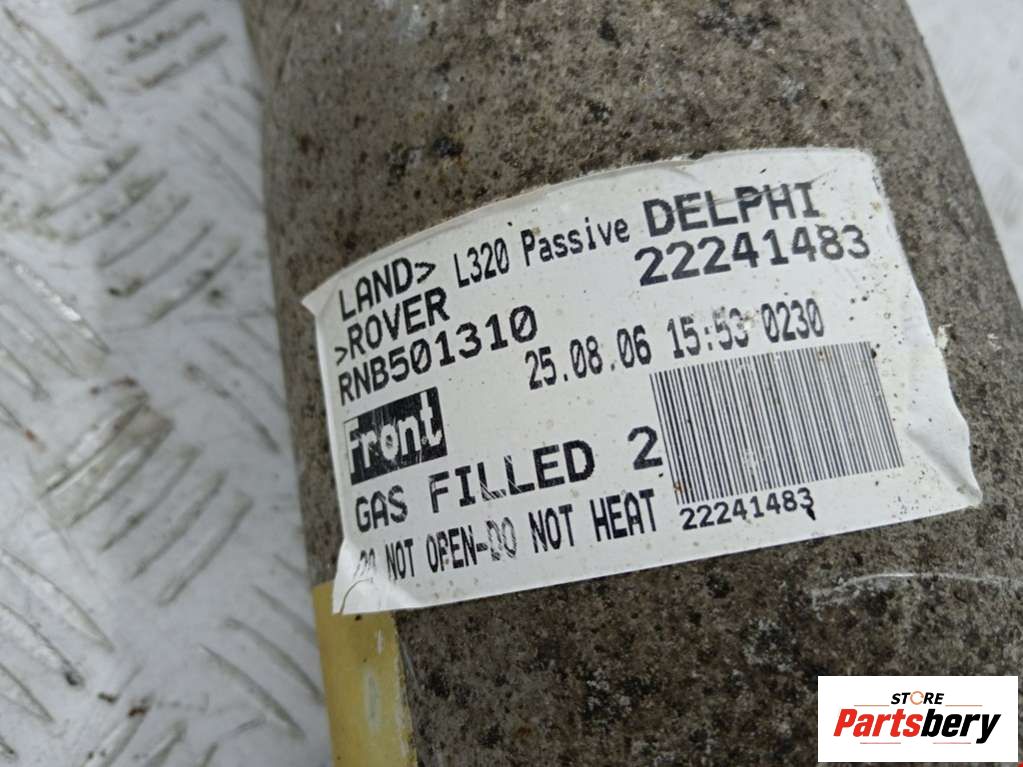 LAND> L320 Passive DELPHI
>ROVER 22241483
RNB501310 25.08.06 15:53 0230
Front
GAS FILLED 2
DO NOT OPEN-DO NOT HEAT 22241483
STORE
Partsbery